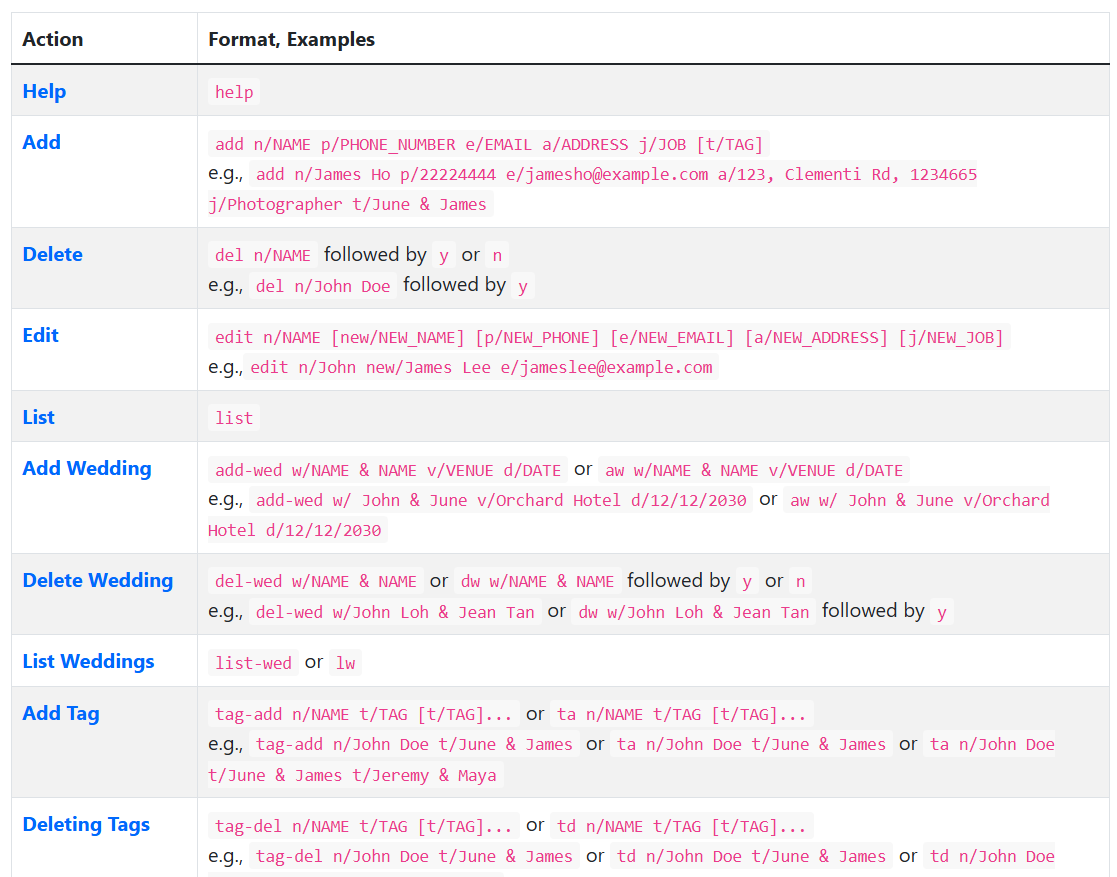 Action Format, Examples
Help help
Add add n/NAME p/PHONE_NUMBER e/EMAIL a/ADDRESS j/JOB [t/TAG]
e.g., add n/James Ho p/22224444 e/jamesho@example.com a/123, Clementi Rd, 1234665
j/Photographer t/June & James
Delete del n/NAME followed by y or n
e.g., del n/John Doe followed by y
Edit edit n/NAME [new/NEW_NAME] [p/NEW_PHONE] [e/NEW_EMAIL] [a/NEW_ADDRESS] [j/NEW_JOB]
e.g., edit n/John new/James Lee e/jameslee@example.com
List list
Add Wedding add-wed w/NAME & NAME v/VENUE d/DATE or aw w/NAME & NAME v/VENUE d/DATE
e.g., add-wed w/ John & June v/Orchard Hotel d/12/12/2030 or aw w/ John & June v/Orchard
Hotel d/12/12/2030
Delete Wedding del-wed w/NAME & NAME or dw w/NAME & NAME followed by y or n
e.g., del-wed w/John Loh & Jean Tan or dw w/John Loh & Jean Tan followed by y
List Weddings list-wed or lw
Add Tag tag-add n/NAME t/TAG [t/TAG]... or ta n/NAME t/TAG [t/TAG]...
e.g., tag-add n/John Doe t/June & James or ta n/John Doe t/June & James or ta n/John Doe
t/June & James t/Jeremy & Maya
Deleting Tags tag-del n/NAME t/TAG [t/TAG]... or td n/NAME t/TAG [t/TAG]...
e.g., tag-del n/John Doe t/June & James or td n/John Doe t/June & James or td n/John Doe